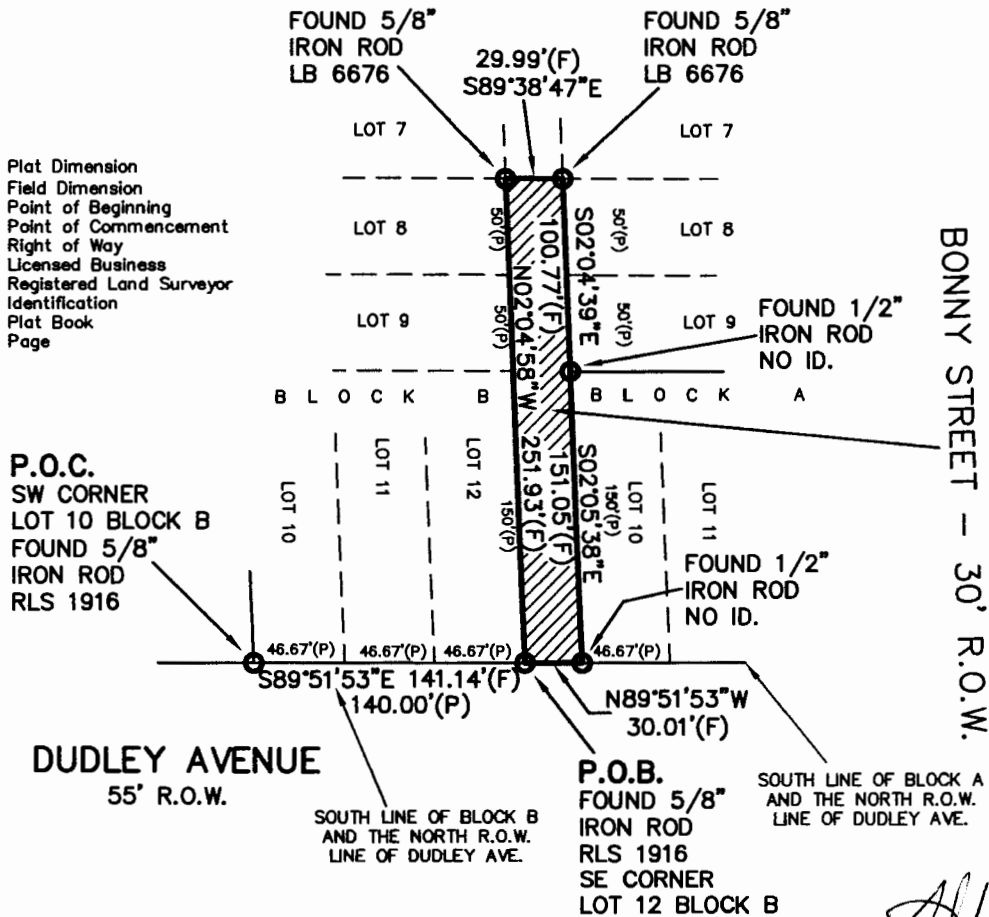 FOUND 5/8"
IRON ROD
LB 6676
29.99'(F)
S89°38'47"E
FOUND 5/8"
IRON ROD
LB 6676
LOT 7
LOT 7
Plat Dimension
Field Dimension
Point of Beginning
Point of Commencement
Right of Way
Licensed Business
Registered Land Surveyor
Identification
Plat Book
Page
LOT 8
50'(P)
100.77'(F)
S02°04'39"E
50'(P)
LOT 8
LOT 9
50'(P)
N02°04'58"W 251.93'(F)
50'(P)
LOT 9
FOUND 1/2"
IRON ROD
NO ID.
BLOCK B
BLOCK A
BONNY STREET - 30' R.O.W.
P.O.C.
SW CORNER
LOT 10 BLOCK B
FOUND 5/8"
IRON ROD
RLS 1916
LOT 10
LOT 11
LOT 12
150'(P)
151.05'(F)
S02°05'38"E
150'(P)
LOT 10
LOT 11
FOUND 1/2"
IRON ROD
NO ID.
46.67'(P)
46.67'(P)
46.67'(P)
46.67'(P)
S89°51'53"E 141.14'(F)
140.00'(P)
N89°51'53"W
30.01'(F)
DUDLEY AVENUE
55' R.O.W.
SOUTH LINE OF BLOCK B
AND THE NORTH R.O.W.
LINE OF DUDLEY AVE.
P.O.B.
FOUND 5/8"
IRON ROD
RLS 1916
SE CORNER
LOT 12 BLOCK B
SOUTH LINE OF BLOCK A
AND THE NORTH R.O.W.
LINE OF DUDLEY AVE.